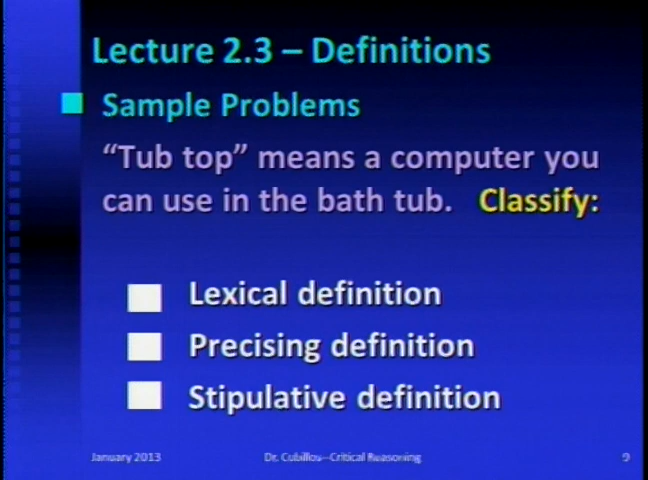 Lecture 2.3 – Definitions
Sample Problems
“Tub top” means a computer you
can use in the bath tub. Classify:
Lexical definition
Precising definition
Stipulative definition
January 2013 Dr. Cubillos--Critical Reasoning 9